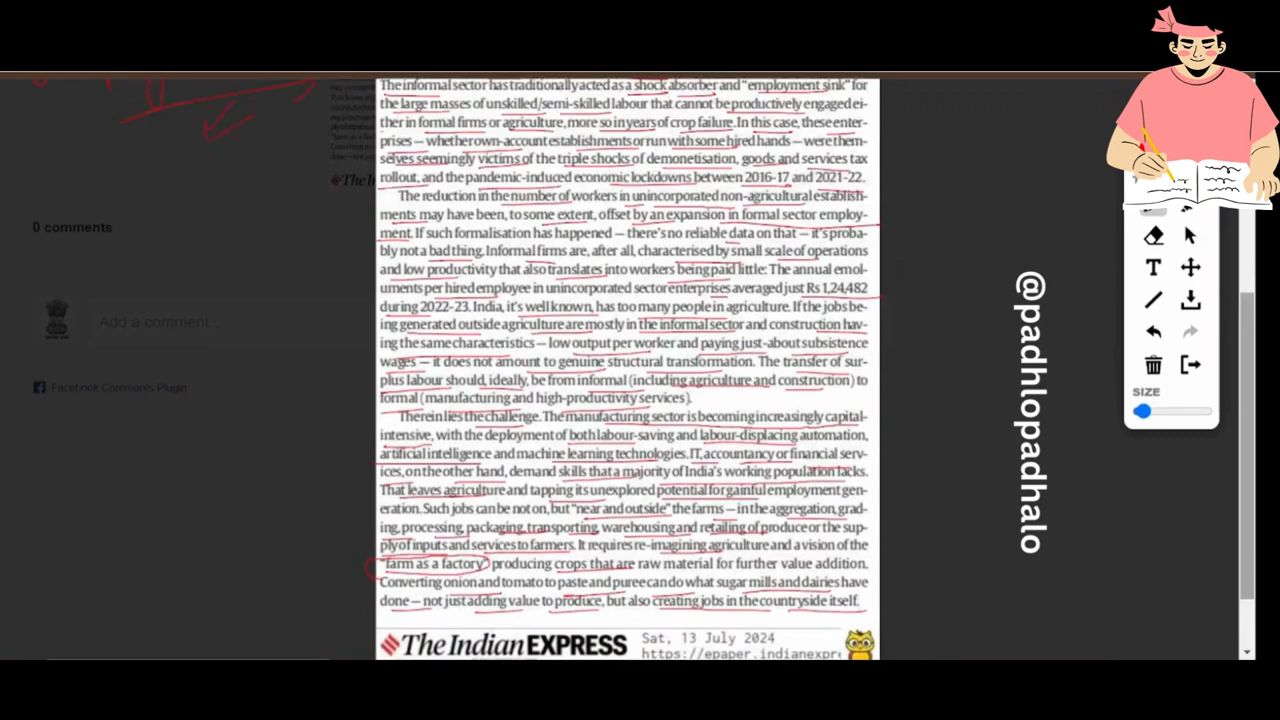 The informal sector has traditionally acted as a shock absorber and "employment sink" for
the large masses of unskilled/semi-skilled labour that cannot be productively engaged ei-
ther in formal firms or agriculture, more so in years of crop failure. In this case, these enter-
prises — whether own-account establishments or run with some hired hands — were them-
selves seemingly victims of the triple shocks of demonetisation, goods and services tax
rollout, and the pandemic-induced economic lockdowns between 2016-17 and 2021-22.
The reduction in the number of workers in unincorporated non-agricultural establish-
ments may have been, to some extent, offset by an expansion in formal sector employ-
ment. If such formalisation has happened — there's no reliable data on that — it's proba-
bly not a bad thing. Informal firms are, after all, characterised by small scale of operations
and low productivity that also translates into workers being paid little: The annual emol-
uments per hired employee in unincorporated sector enterprises averaged just Rs 1,24,482
during 2022-23. India, it's well known, has too many people in agriculture. If the jobs be-
ing generated outside agriculture are mostly in the informal sector and construction hav-
ing the same characteristics — low output per worker and paying just-about subsistence
wages — it does not amount to genuine structural transformation. The transfer of sur-
plus labour should, ideally, be from informal (including agriculture and construction) to
formal (manufacturing and high-productivity services).
Therein lies the challenge. The manufacturing sector is becoming increasingly capital-
intensive, with the deployment of both labour-saving and labour-displacing automation,
artificial intelligence and machine learning technologies. IT, accountancy or financial serv-
ices, on the other hand, demand skills that a majority of India's working population lacks.
That leaves agriculture and tapping its unexplored potential for gainful employment gen-
eration. Such jobs can be not on, but "near and outside" the farms — in the aggregation, grad-
ing, processing, packaging, transporting, warehousing and retailing of produce or the sup-
ply of inputs and services to farmers. It requires re-imagining agriculture and a vision of the
"farm as a factory" producing crops that are raw material for further value addition.
Converting onion and tomato to paste and puree can do what sugar mills and dairies have
done — not just adding value to produce, but also creating jobs in the countryside itself.
The Indian EXPRESS
Sat, 13 July 2024
https://epaper.indianexpr
0 comments
Add a comment...
Facebook Comments Plugin
@padhlopadhalo
T
SIZE